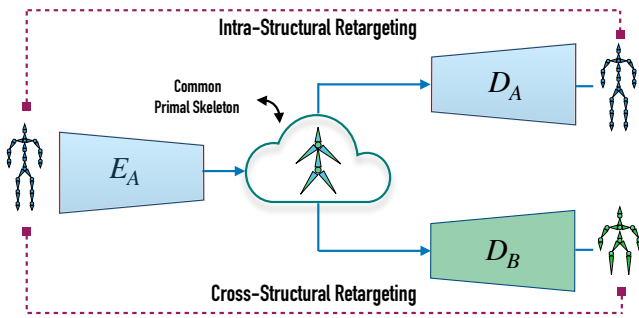 Intra-Structural Retargeting
Common
Primal Skeleton
D_A
E_A
D_B
Cross-Structural Retargeting